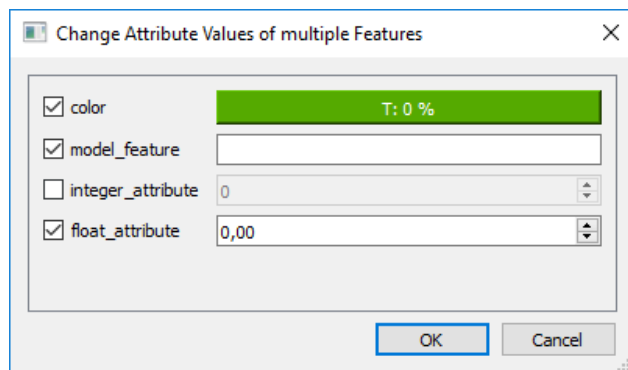 Change Attribute Values of multiple Features
color T: 0 %
model_feature
integer_attribute 0
float_attribute 0,00
OK Cancel